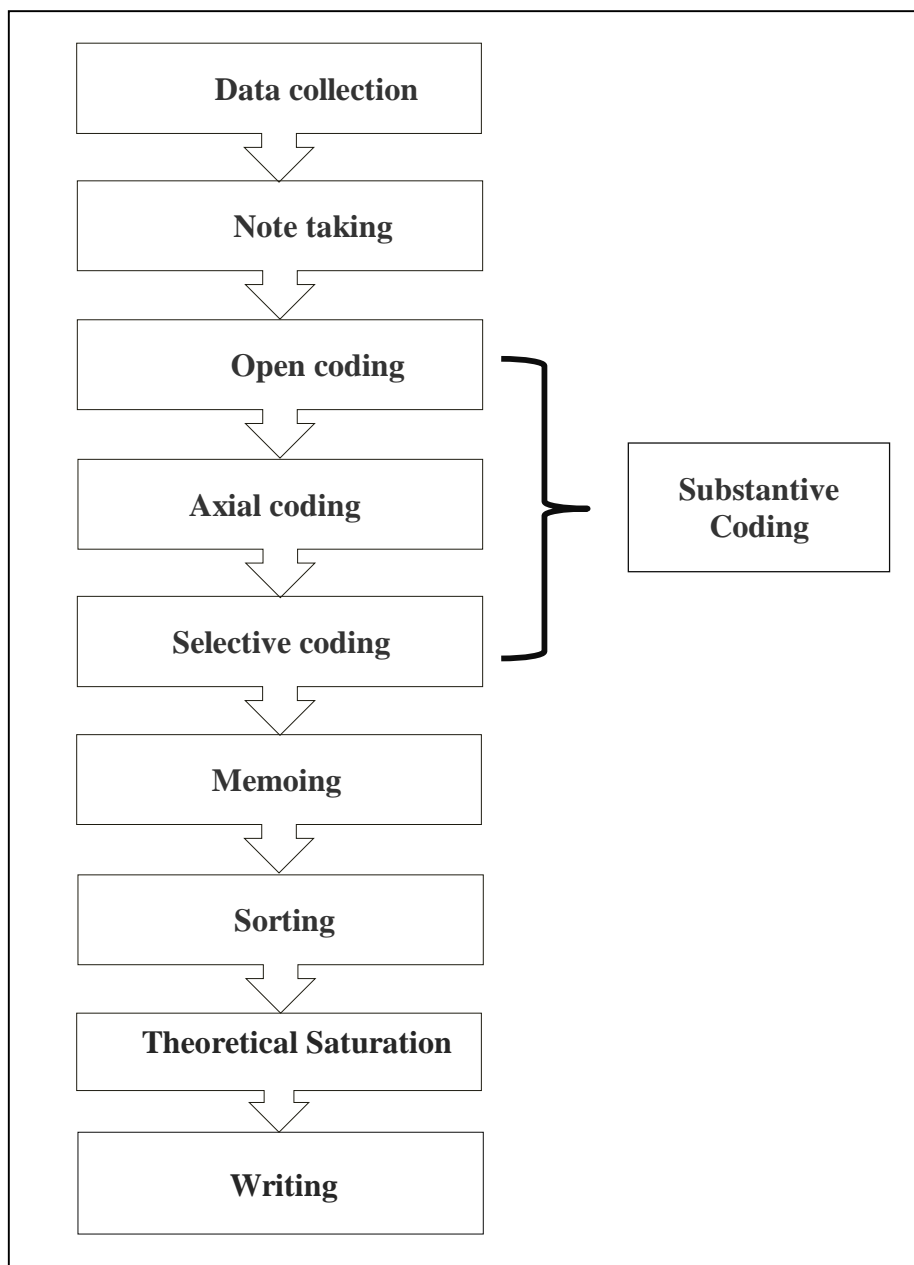 Data collection
Note taking
Open coding
Axial coding
Substantive
Coding
Selective coding
Memoing
Sorting
Theoretical Saturation
Writing